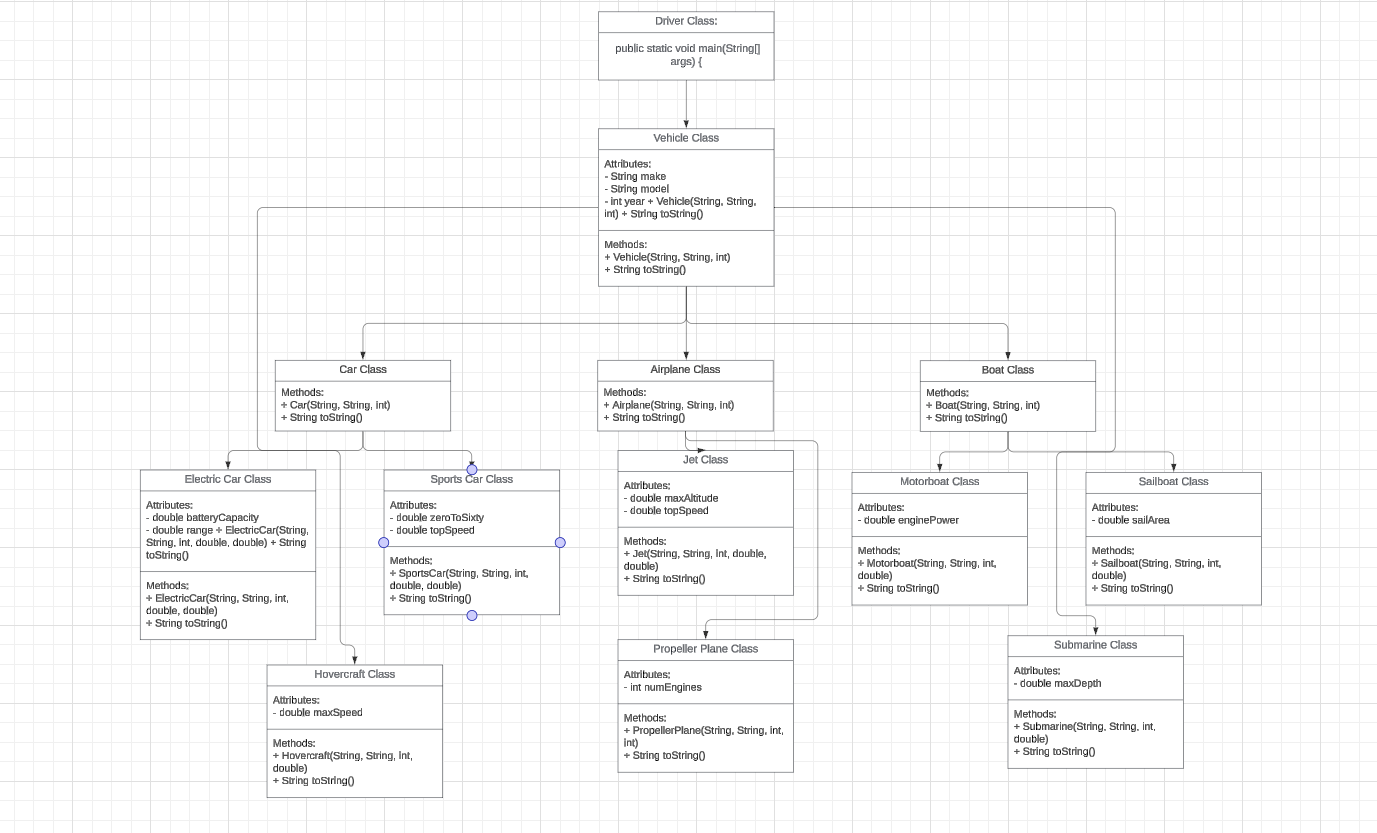 Driver Class:
public static void main(String[]
args) {
Vehicle Class
Attributes:
- String make
- String model
- int year + Vehicle(String, String,
int) + String toString()
Methods:
+ Vehicle(String, String, int)
+ String toString()
Car Class
Methods:
+ Car(String, String, int)
+ String toString()
Airplane Class
Methods:
+ Airplane(String, String, int)
+ String toString()
Boat Class
Methods:
+ Boat(String, String, int)
+ String toString()
Electric Car Class
Attributes:
- double batteryCapacity
- double range + ElectricCar(String,
String, int, double, double) + String
toString()
Methods:
+ ElectricCar(String, String, int,
double, double)
+ String toString()
Sports Car Class
Attributes:
- double zeroToSixty
- double topSpeed
Methods:
+ SportsCar(String, String, int,
double, double)
+ String toString()
Jet Class
Attributes:
- double maxAltitude
- double topSpeed
Methods:
+ Jet(String, String, int, double,
double)
+ String toString()
Motorboat Class
Attributes:
- double enginePower
Methods:
+ Motorboat(String, String, int,
double)
+ String toString()
Sailboat Class
Attributes:
- double sailArea
Methods:
+ Sailboat(String, String, int,
double)
+ String toString()
Hovercraft Class
Attributes:
- double maxSpeed
Methods:
+ Hovercraft(String, String, int,
double)
+ String toString()
Propeller Plane Class
Attributes:
- int numEngines
Methods:
+ PropellerPlane(String, String, int,
int)
+ String toString()
Submarine Class
Attributes:
- double maxDepth
Methods:
+ Submarine(String, String, int,
double)
+ String toString()